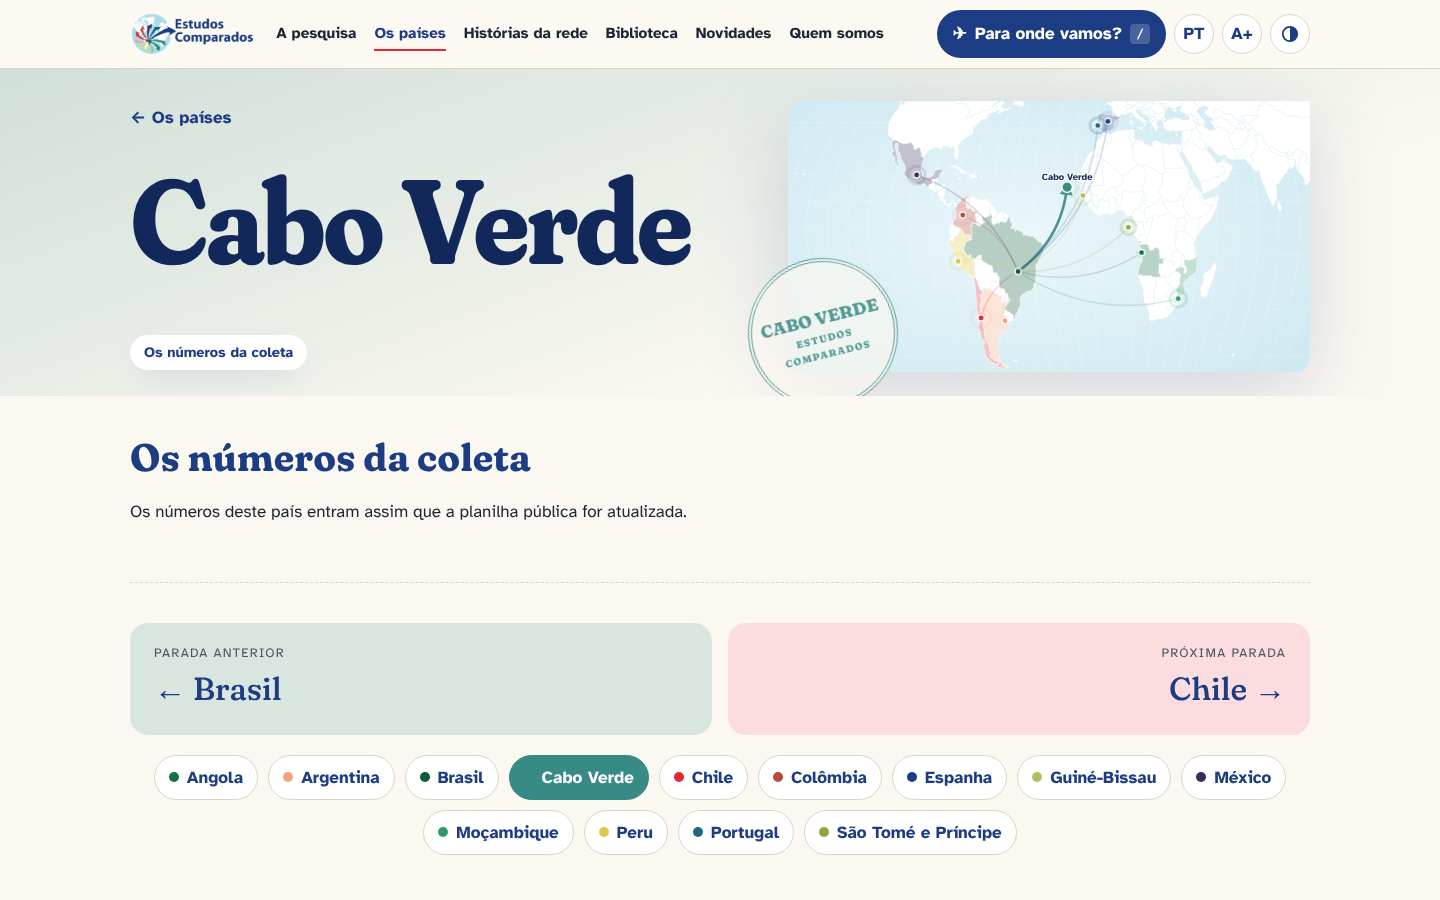 Estudos
Comparados
A pesquisa
Os países
Histórias da rede
Biblioteca
Novidades
Quem somos
✈ Para onde vamos? /
PT
A+
← Os países
Cabo Verde
Os números da coleta
Cabo Verde
CABO VERDE
ESTUDOS
COMPARADOS
Os números da coleta
Os números deste país entram assim que a planilha pública for atualizada.
PARADA ANTERIOR
← Brasil
PRÓXIMA PARADA
Chile →
Angola
Argentina
Brasil
Cabo Verde
Chile
Colômbia
Espanha
Guiné-Bissau
México
Moçambique
Peru
Portugal
São Tomé e Príncipe